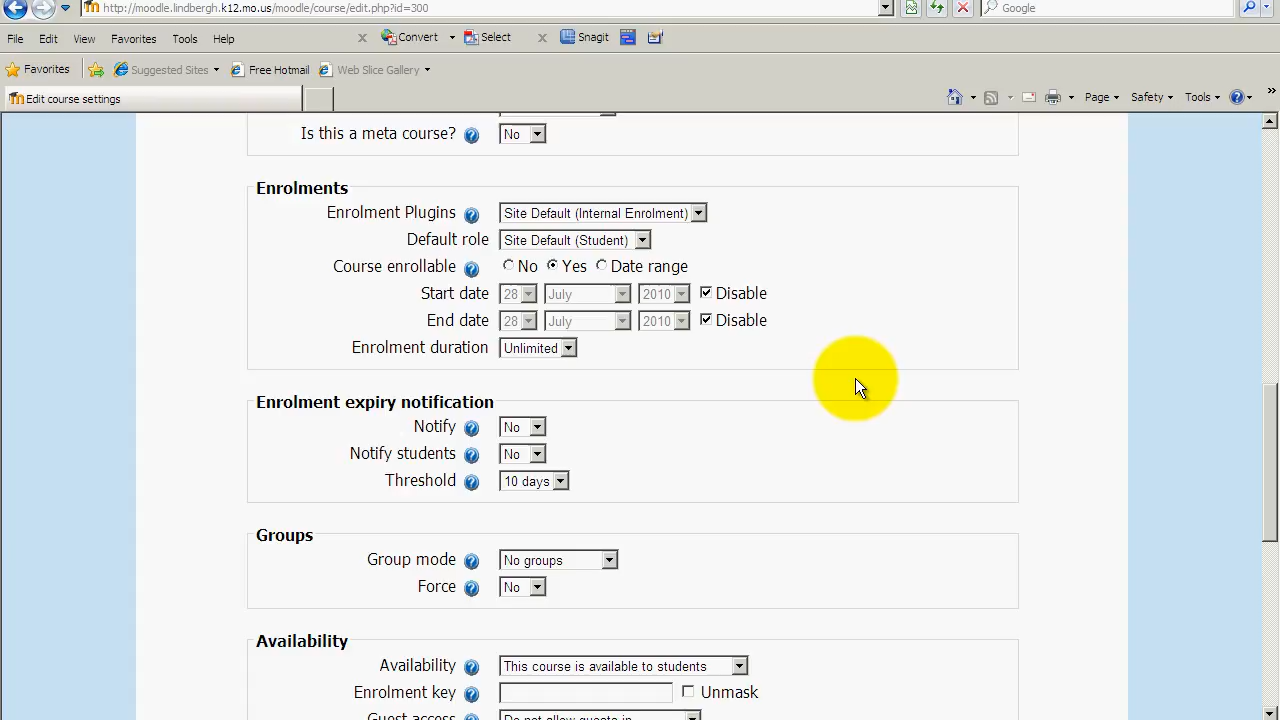 http://moodle.lindbergh.k12.mo.us/moodle/course/edit.php?id=300
Google
File Edit View Favorites Tools Help
Convert Select Snagit
Favorites Suggested Sites Free Hotmail Web Slice Gallery
Edit course settings
Page Safety Tools
Is this a meta course? No
Enrolments
Enrolment Plugins Site Default (Internal Enrolment)
Default role Site Default (Student)
Course enrollable No Yes Date range
Start date 28 July 2010 Disable
End date 28 July 2010 Disable
Enrolment duration Unlimited
Enrolment expiry notification
Notify No
Notify students No
Threshold 10 days
Groups
Group mode No groups
Force No
Availability
Availability This course is available to students
Enrolment key Unmask
Guest access Do not allow guests in